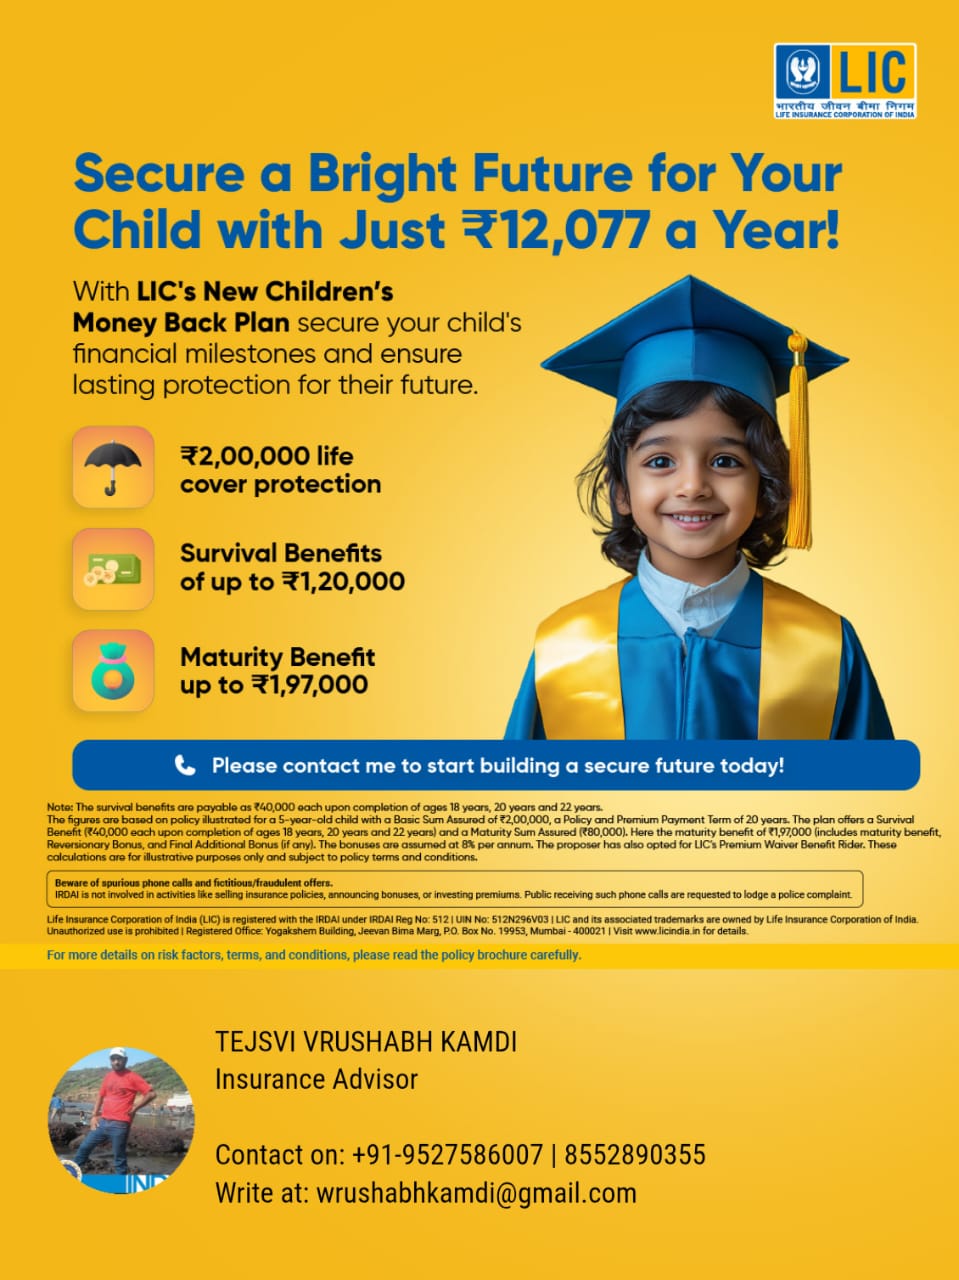 LIC
भारतीय जीवन बीमा निगम
LIFE INSURANCE CORPORATION OF INDIA
Secure a Bright Future for Your
Child with Just ₹12,077 a Year!
With LIC's New Children's
Money Back Plan secure your child's
financial milestones and ensure
lasting protection for their future.
₹2,00,000 life
cover protection
Survival Benefits
of up to ₹1,20,000
Maturity Benefit
up to ₹1,97,000
Please contact me to start building a secure future today!
Note: The survival benefits are payable as ₹40,000 each upon completion of ages 18 years, 20 years and 22 years.
The figures are based on policy illustrated for a 5-year-old child with a Basic Sum Assured of ₹2,00,000, a Policy and Premium Payment Term of 20 years. The plan offers a Survival
Benefit (₹40,000 each upon completion of ages 18 years, 20 years and 22 years) and a Maturity Sum Assured (₹80,000). Here the maturity benefit of ₹1,97,000 (includes maturity benefit,
Reversionary Bonus, and Final Additional Bonus (if any). The bonuses are assumed at 8% per annum. The proposer has also opted for LIC's Premium Waiver Benefit Rider. These
calculations are for illustrative purposes only and subject to policy terms and conditions.
Beware of spurious phone calls and fictitious/fraudulent offers.
IRDAI is not involved in activities like selling insurance policies, announcing bonuses, or investing premiums. Public receiving such phone calls are requested to lodge a police complaint.
Life Insurance Corporation of India (LIC) is registered with the IRDAI under IRDAI Reg No: 512 | UIN No: 512N296V03 | LIC and its associated trademarks are owned by Life Insurance Corporation of India.
Unauthorized use is prohibited | Registered Office: Yogakshem Building, Jeevan Bima Marg, P.O. Box No. 19953, Mumbai - 400021 | Visit www.licindia.in for details.
For more details on risk factors, terms, and conditions, please read the policy brochure carefully.
TEJSVI VRUSHABH KAMDI
Insurance Advisor
Contact on: +91-9527586007 | 8552890355
Write at: wrushabhkamdi@gmail.com